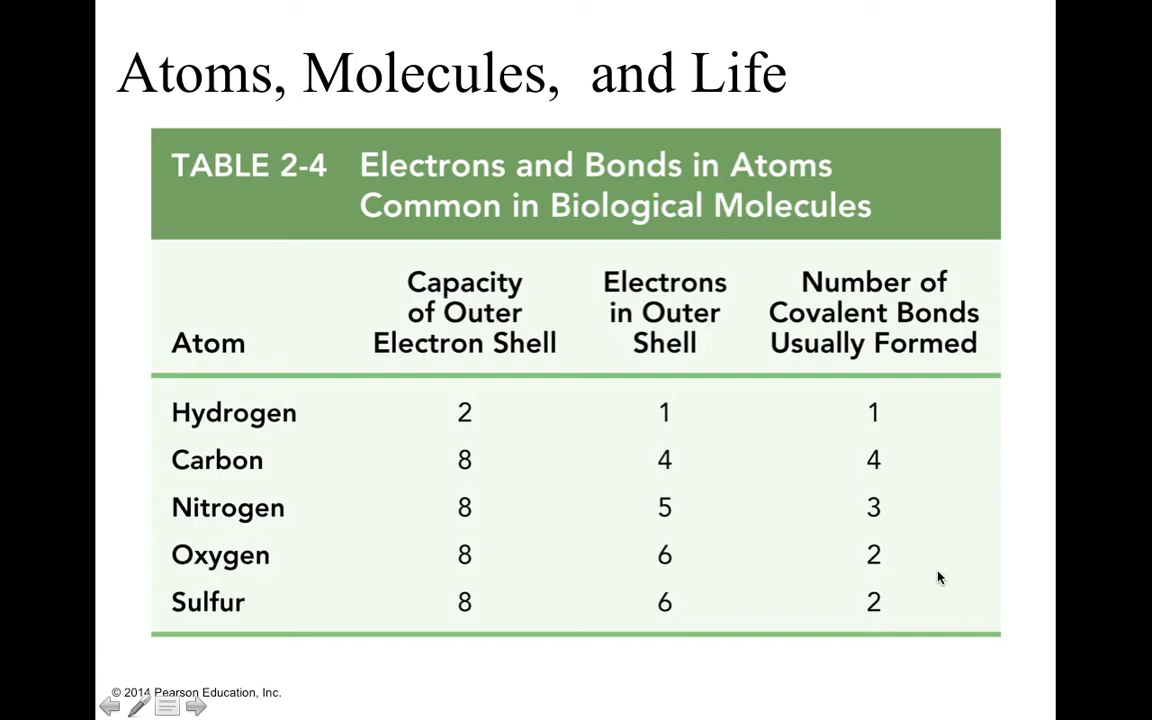 Atoms, Molecules, and Life
TABLE 2-4 Electrons and Bonds in Atoms
Common in Biological Molecules
Atom Capacity of Outer Electron Shell Electrons in Outer Shell Number of Covalent Bonds Usually Formed
Hydrogen 2 1 1
Carbon 8 4 4
Nitrogen 8 5 3
Oxygen 8 6 2
Sulfur 8 6 2
© 2014 Pearson Education, Inc.